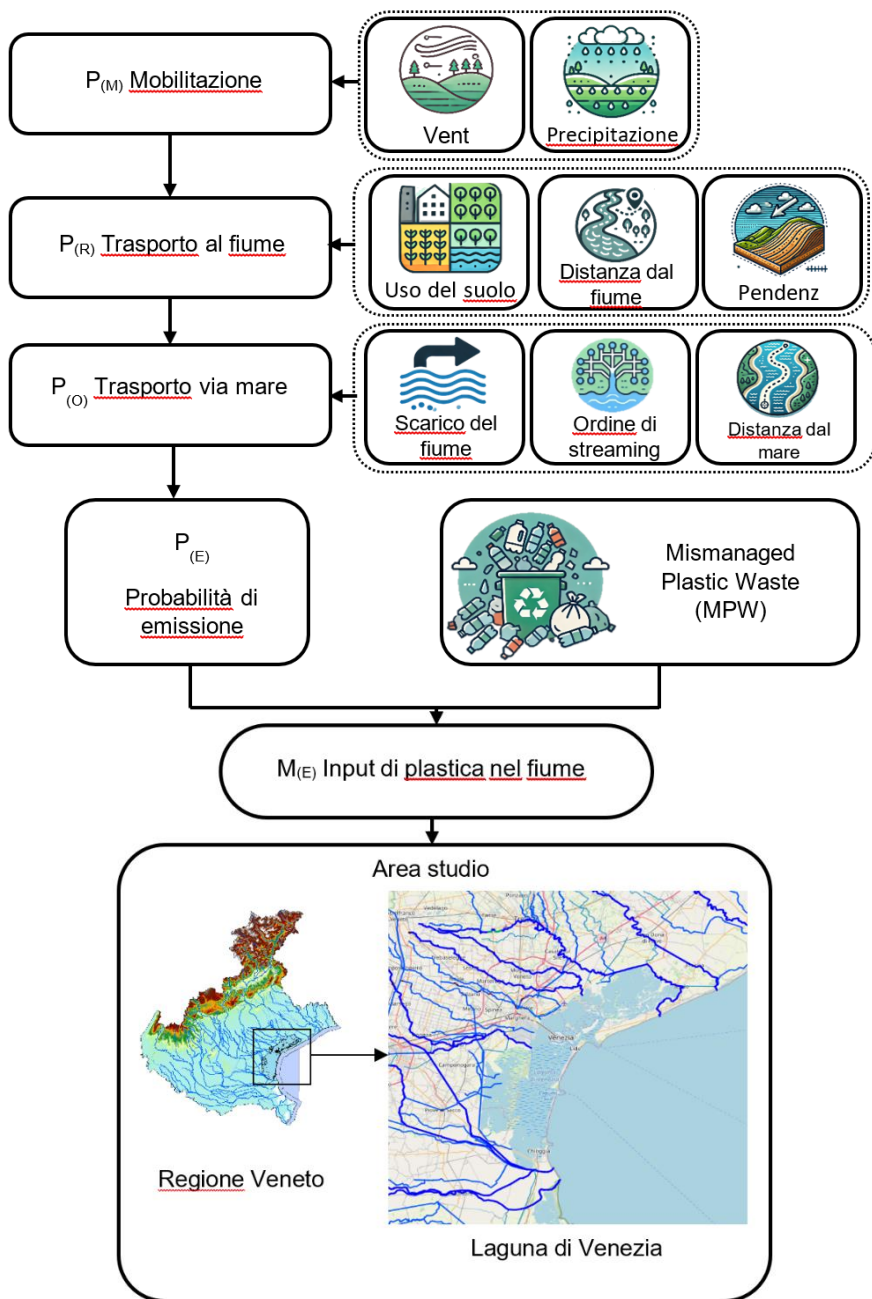 P(M) Mobilitazione
Vent
Precipitazione
P(R) Trasporto al fiume
Uso del suolo
Distanza dal
fiume
Pendenz
P(O) Trasporto via mare
Scarico del
fiume
Ordine di
streaming
Distanza dal
mare
P(E)
Probabilità di
emissione
Mismanaged
Plastic Waste
(MPW)
M(E) Input di plastica nel fiume
Area studio
Venezia
Chioggia
Regione Veneto
Laguna di Venezia